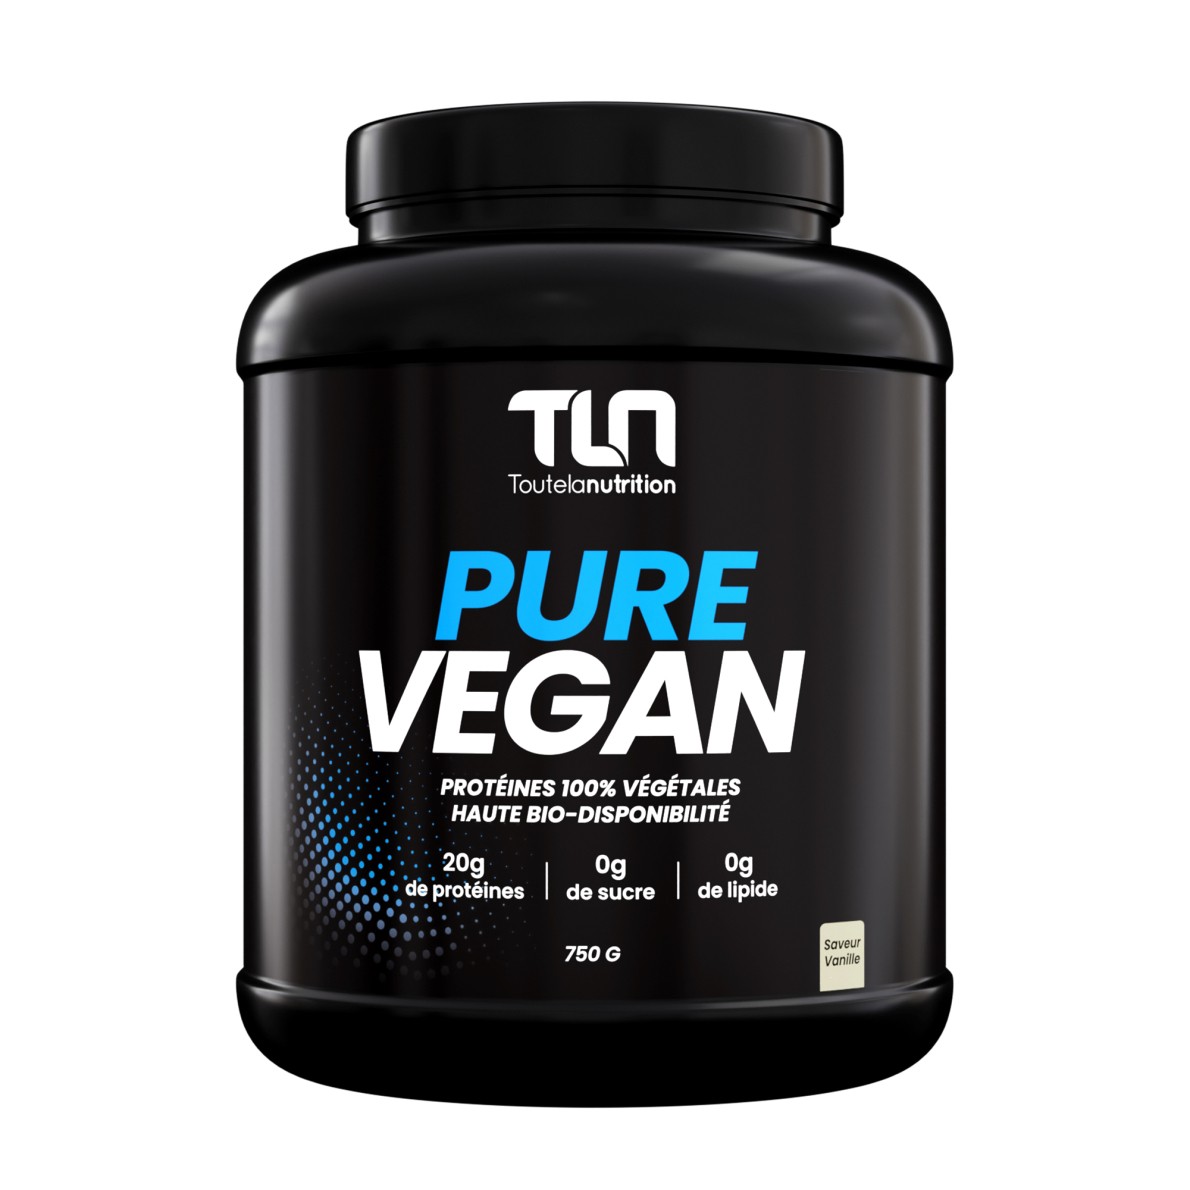 TLN
Toutelanutrition
PURE
VEGAN
PROTÉINES 100% VÉGÉTALES
HAUTE BIO-DISPONIBILITÉ
20g
de protéines
0g
de sucre
0g
de lipide
750 G
Saveur
Vanille